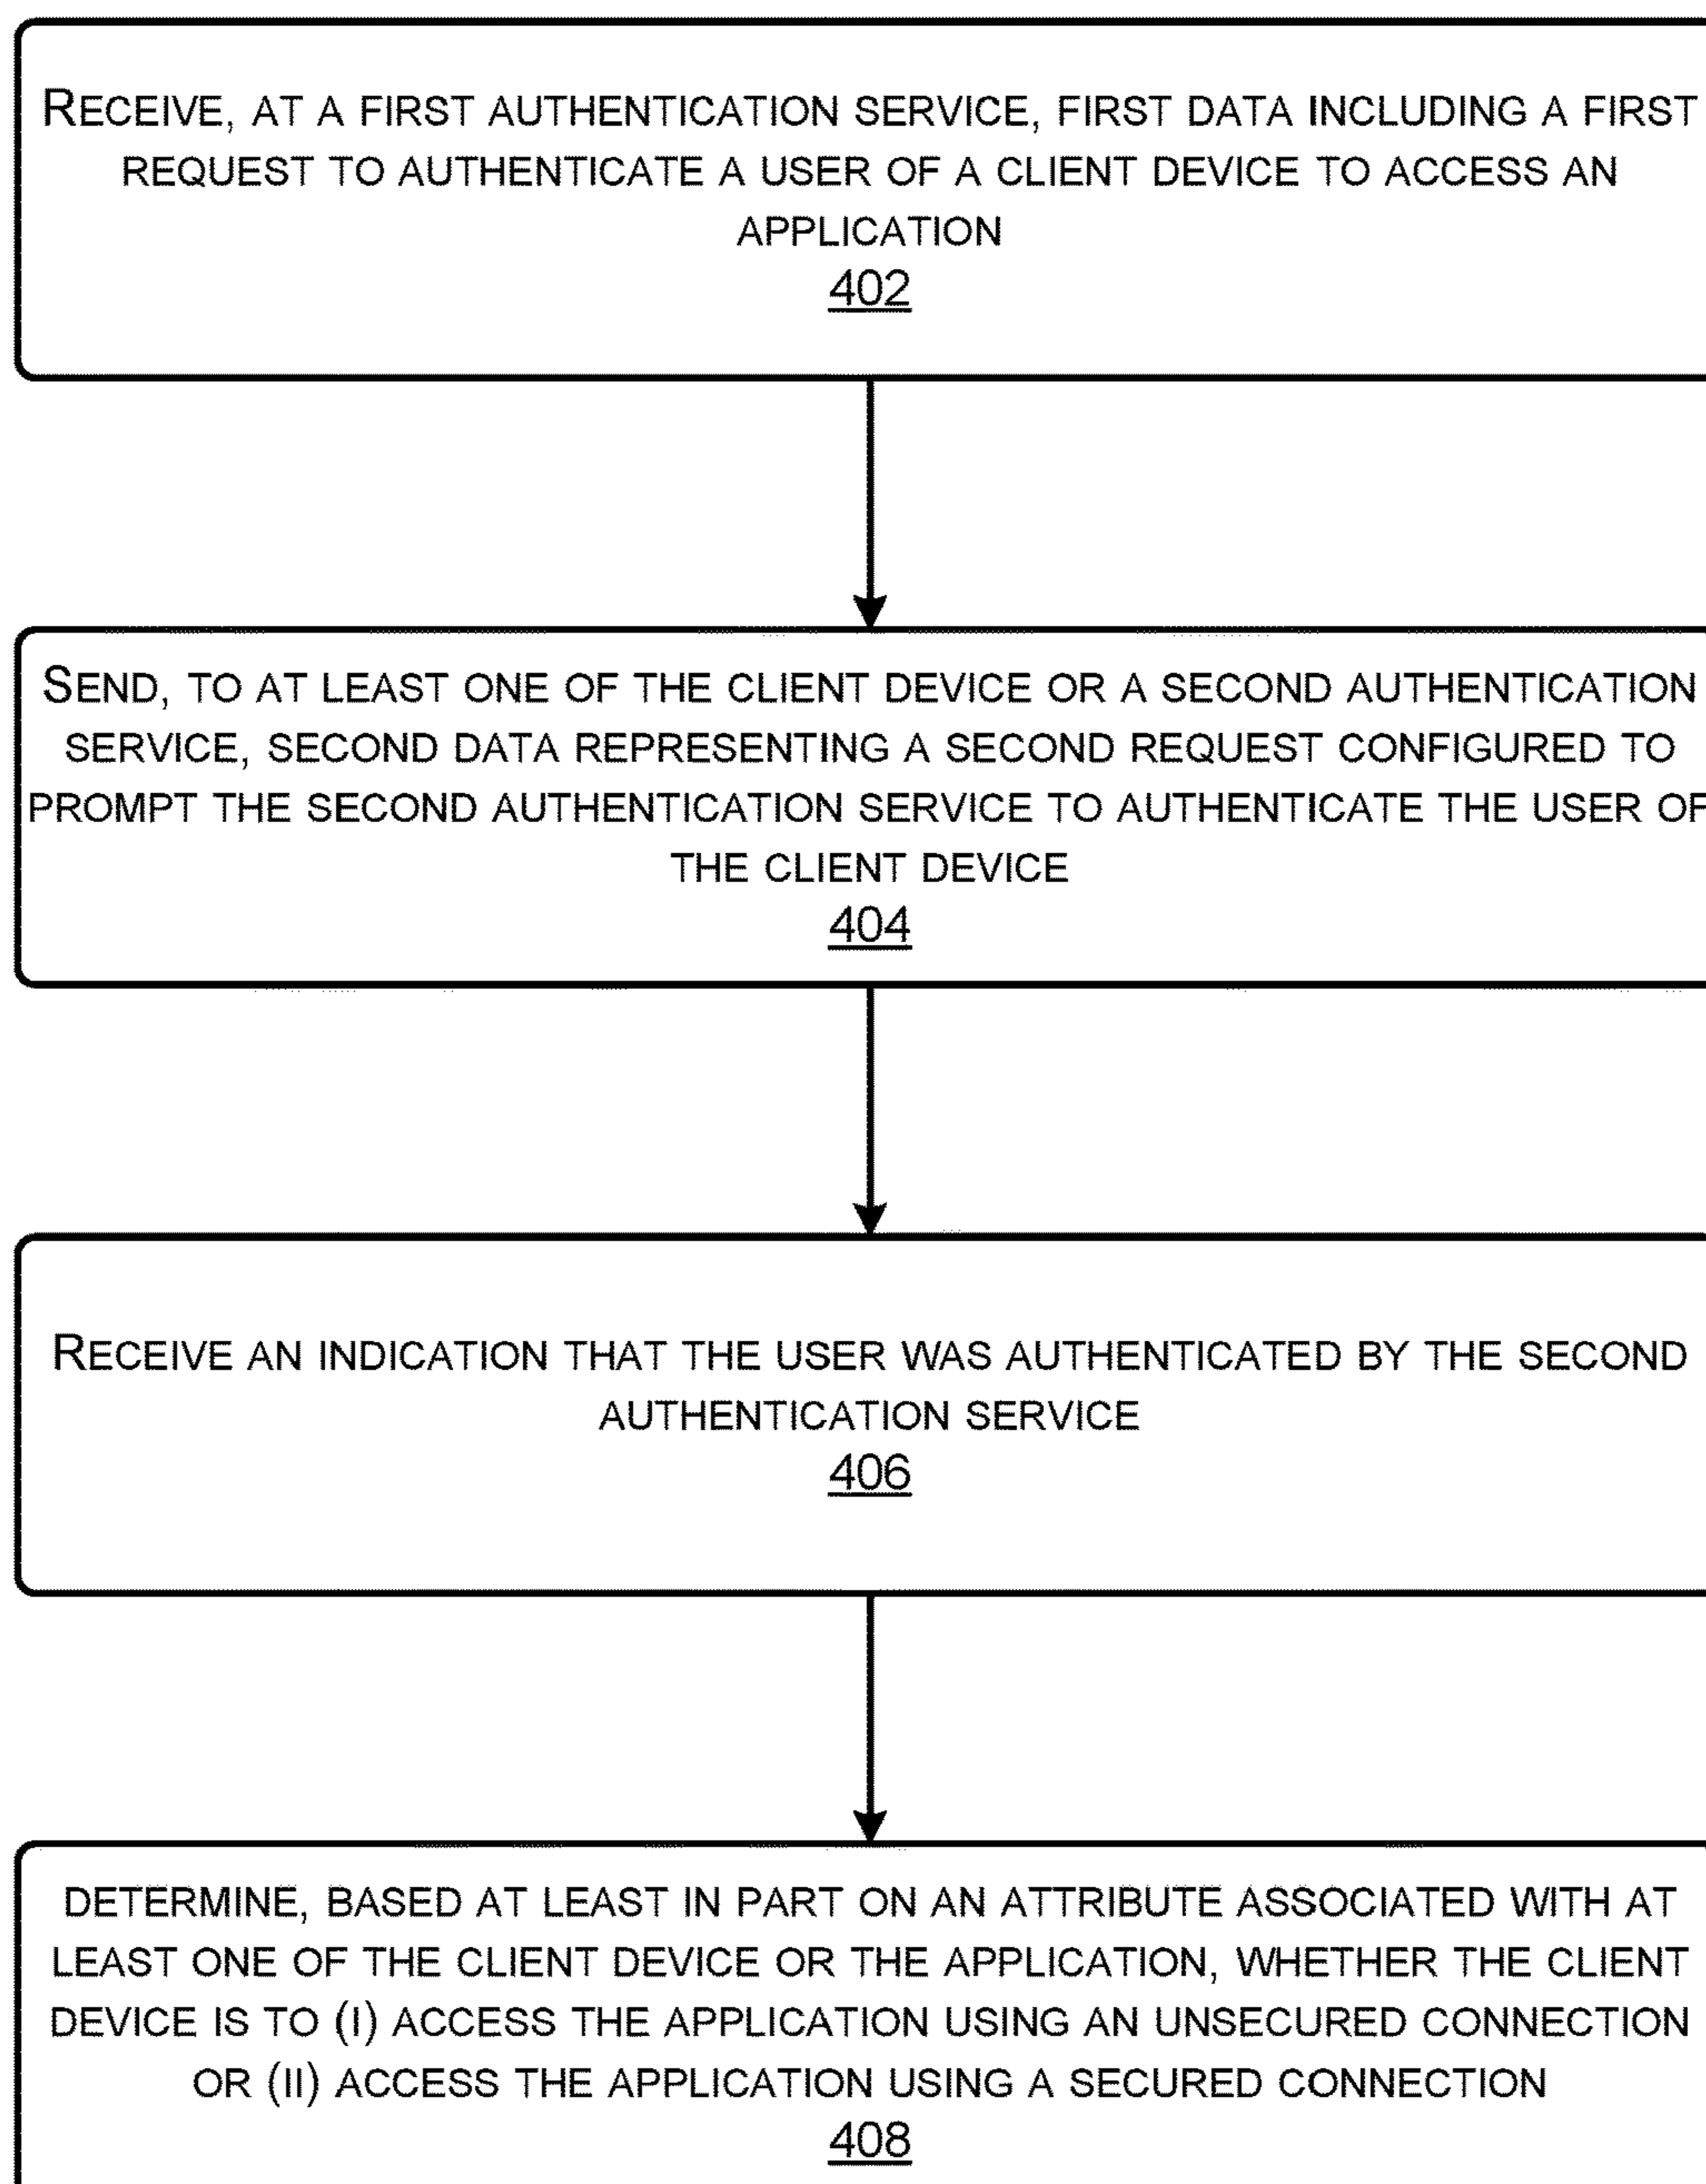 RECEIVE, AT A FIRST AUTHENTICATION SERVICE, FIRST DATA INCLUDING A FIRST
REQUEST TO AUTHENTICATE A USER OF A CLIENT DEVICE TO ACCESS AN
APPLICATION
402
SEND, TO AT LEAST ONE OF THE CLIENT DEVICE OR A SECOND AUTHENTICATION
SERVICE, SECOND DATA REPRESENTING A SECOND REQUEST CONFIGURED TO
PROMPT THE SECOND AUTHENTICATION SERVICE TO AUTHENTICATE THE USER OF
THE CLIENT DEVICE
404
RECEIVE AN INDICATION THAT THE USER WAS AUTHENTICATED BY THE SECOND
AUTHENTICATION SERVICE
406
DETERMINE, BASED AT LEAST IN PART ON AN ATTRIBUTE ASSOCIATED WITH AT
LEAST ONE OF THE CLIENT DEVICE OR THE APPLICATION, WHETHER THE CLIENT
DEVICE IS TO (I) ACCESS THE APPLICATION USING AN UNSECURED CONNECTION
OR (II) ACCESS THE APPLICATION USING A SECURED CONNECTION
408